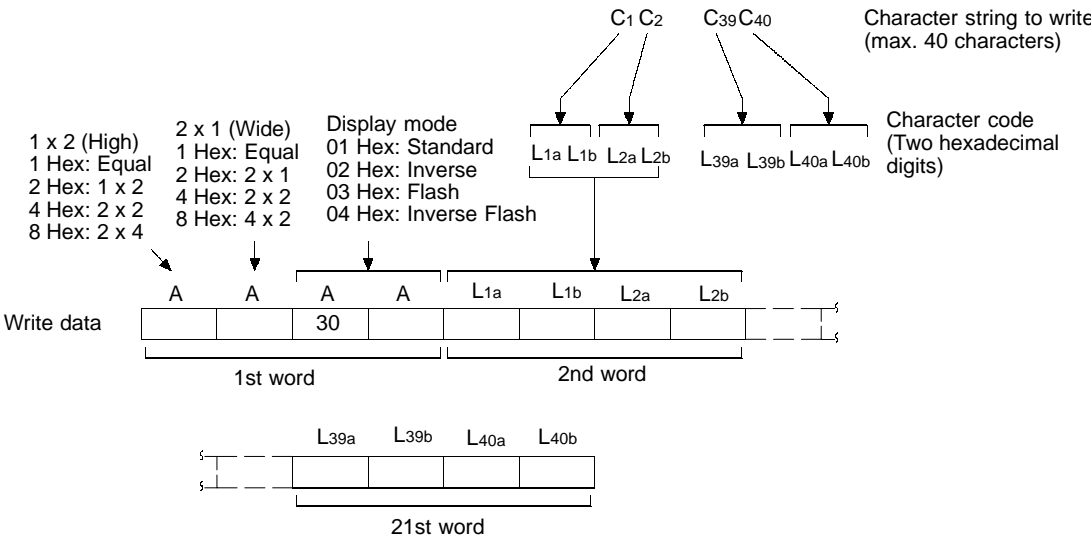 C1 C2 C39C40 Character string to write
(max. 40 characters)
1 x 2 (High)
1 Hex: Equal
2 Hex: 1 x 2
4 Hex: 2 x 2
8 Hex: 2 x 4
2 x 1 (Wide)
1 Hex: Equal
2 Hex: 2 x 1
4 Hex: 2 x 2
8 Hex: 4 x 2
Display mode
01 Hex: Standard
02 Hex: Inverse
03 Hex: Flash
04 Hex: Inverse Flash
L1a L1b L2a L2b L39a L39b L40a L40b
Character code
(Two hexadecimal
digits)
A A A A L1a L1b L2a L2b
Write data 30
1st word 2nd word
L39a L39b L40a L40b
21st word